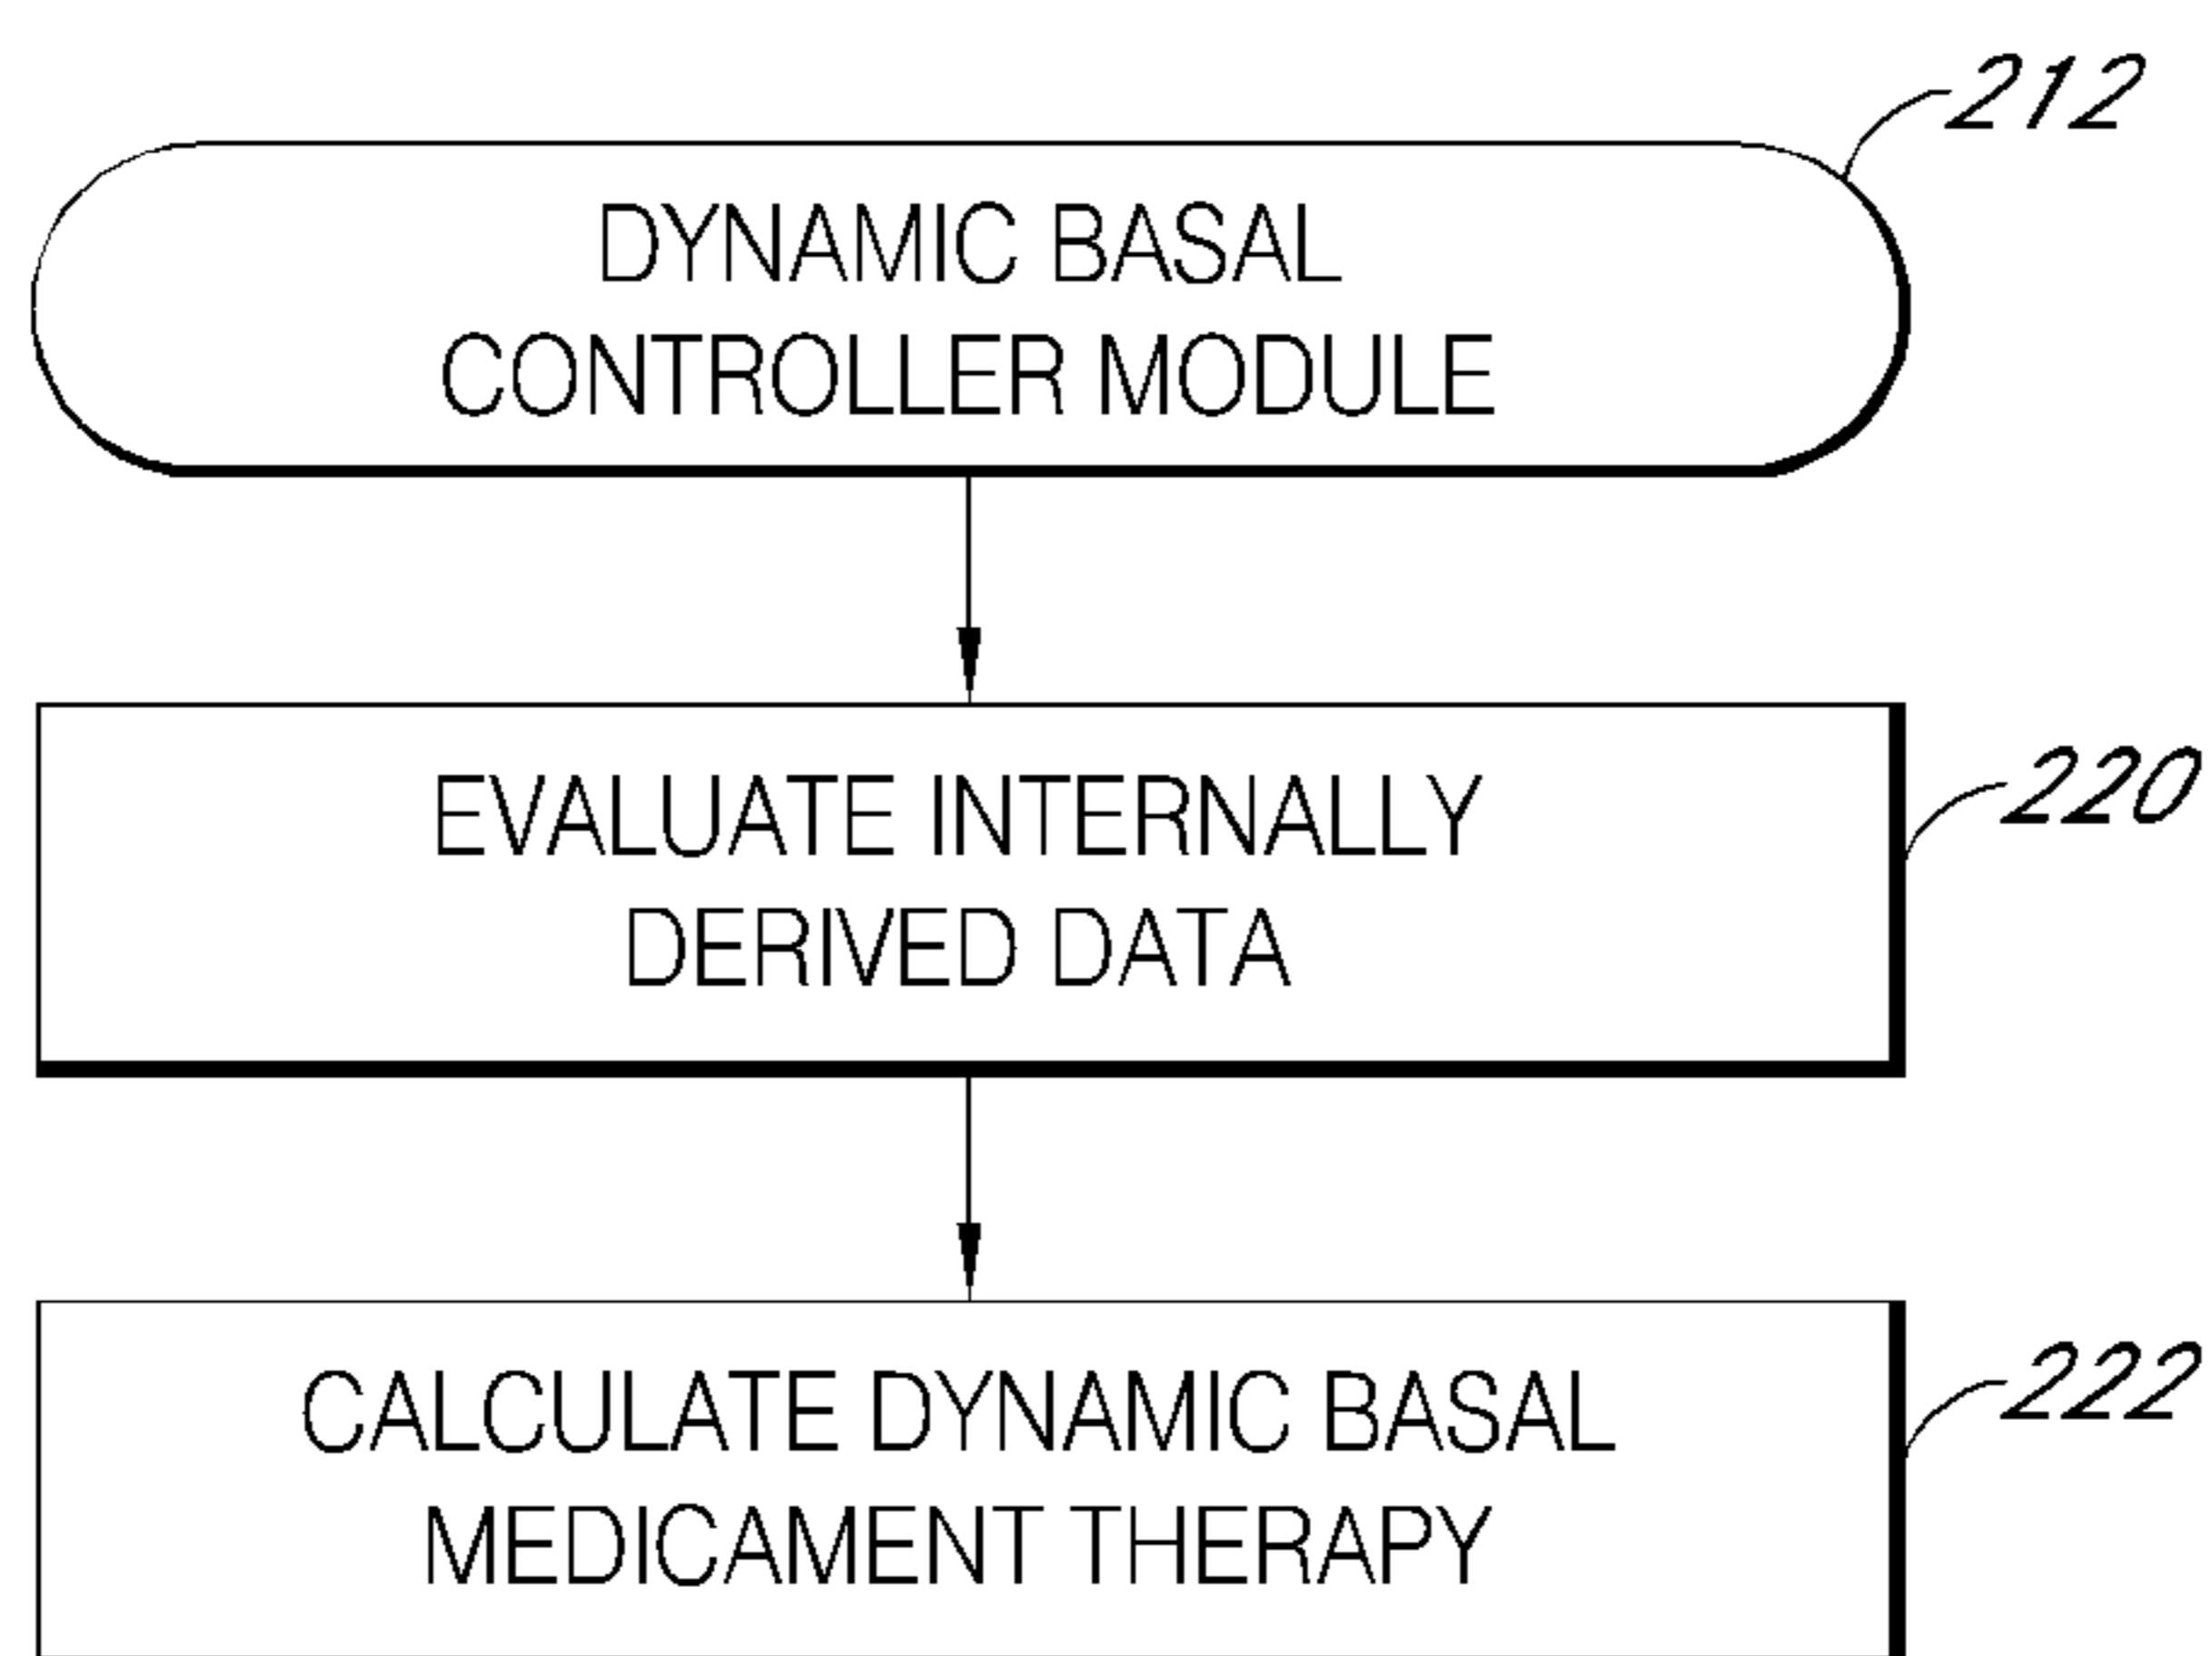 212
DYNAMIC BASAL
CONTROLLER MODULE
220
EVALUATE INTERNALLY
DERIVED DATA
222
CALCULATE DYNAMIC BASAL
MEDICAMENT THERAPY